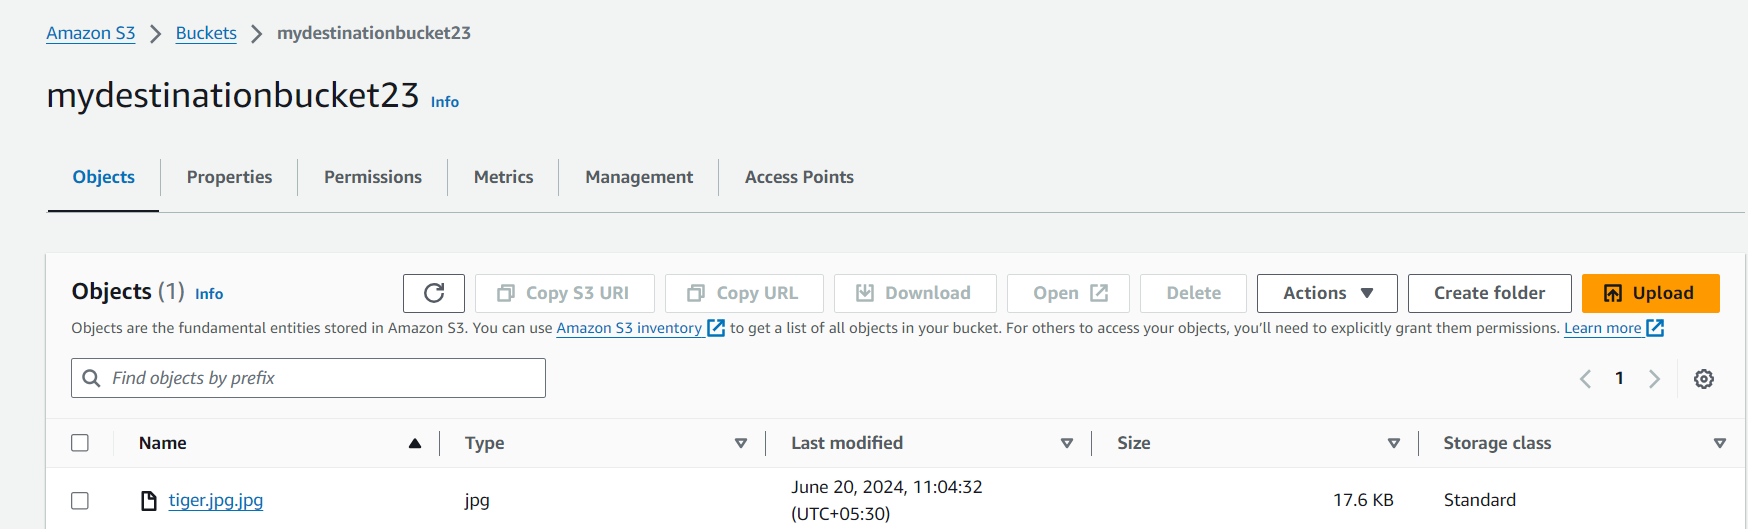 Amazon S3 > Buckets > mydestinationbucket23
mydestinationbucket23 Info
Objects Properties Permissions Metrics Management Access Points
Objects (1) Info Copy S3 URI Copy URL Download Open Delete Actions Create folder Upload
Objects are the fundamental entities stored in Amazon S3. You can use Amazon S3 inventory to get a list of all objects in your bucket. For others to access your objects, you'll need to explicitly grant them permissions. Learn more
Find objects by prefix < 1 >
Name Type Last modified Size Storage class
tiger.jpg.jpg jpg June 20, 2024, 11:04:32 17.6 KB Standard
(UTC+05:30)